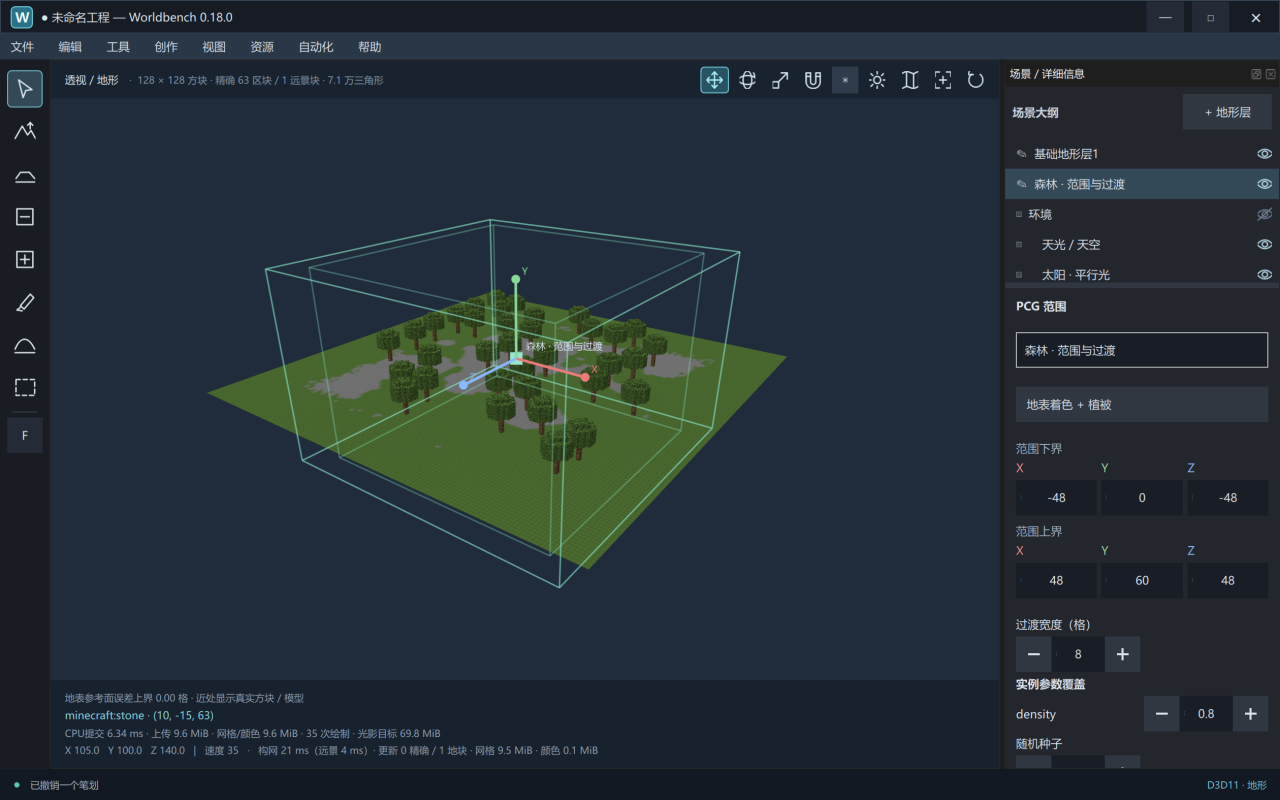 W ● 未命名工程 — Worldbench 0.18.0
文件 编辑 工具 创作 视图 资源 自动化 帮助
透视 / 地形 · 128 × 128 方块 · 精确 63 区块 / 1 远景块 · 7.1 万三角形
F
Y
森林 · 范围与过渡
X
Z
地表参考面误差上界 0.00 格 · 近处显示真实方块 / 模型
minecraft:stone · (10, -15, 63)
CPU提交 6.34 ms · 上传 9.6 MiB · 网格/颜色 9.6 MiB · 35 次绘制 · 光影目标 69.8 MiB
X 105.0 Y 100.0 Z 140.0 | 速度 35 · 构网 21 ms（远景 4 ms）· 更新 0 精确 / 1 地块 · 网格 9.5 MiB · 颜色 0.1 MiB
场景 / 详细信息
场景大纲
+ 地形层
基础地形层1
森林 · 范围与过渡
环境
天光 / 天空
太阳 · 平行光
PCG 范围
森林 · 范围与过渡
地表着色 + 植被
范围下界
X Y Z
-48 0 -48
范围上界
X Y Z
48 60 48
过渡宽度（格）
— 8 +
实例参数覆盖
density — 0.8 +
随机种子
已撤销一个笔划
D3D11 · 地形